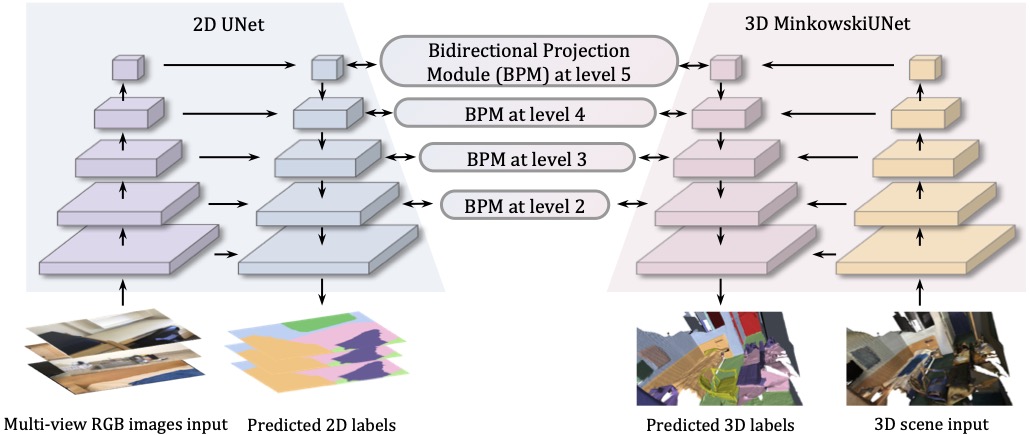 2D UNet
3D MinkowskiUNet
Bidirectional Projection
Module (BPM) at level 5
BPM at level 4
BPM at level 3
BPM at level 2
Multi-view RGB images input
Predicted 2D labels
Predicted 3D labels
3D scene input